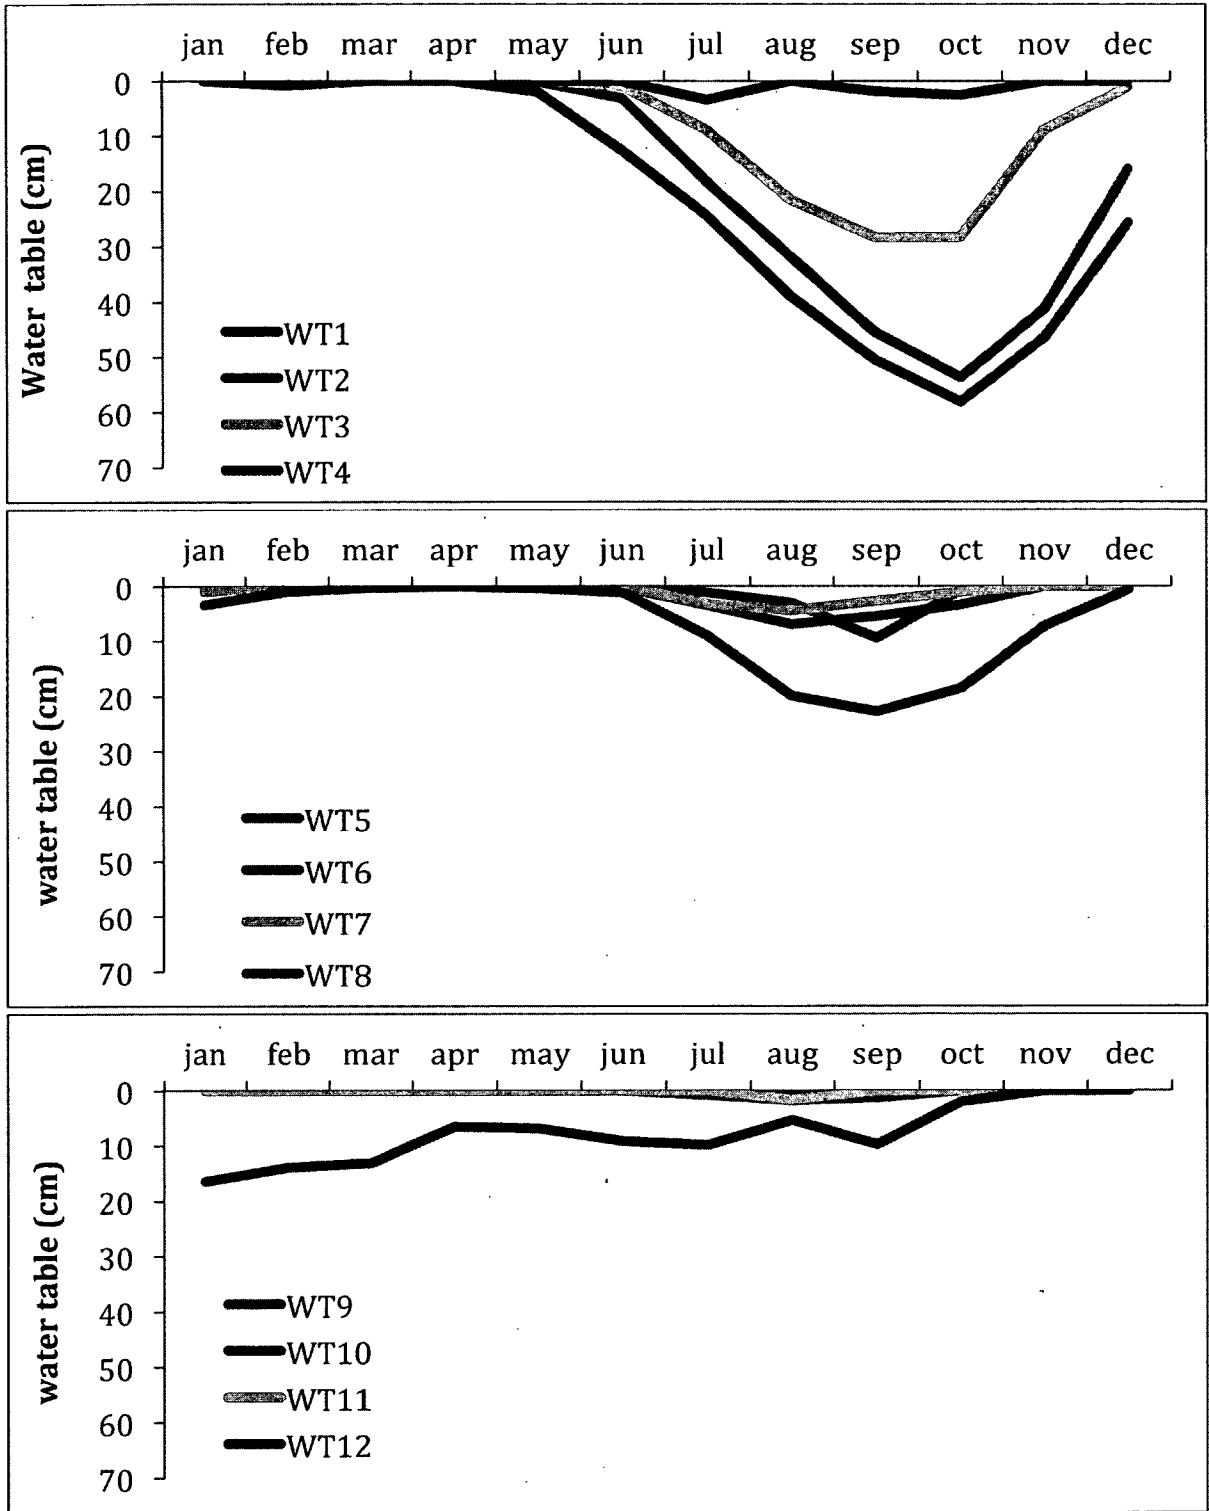 jan feb mar apr may jun jul aug sep oct nov dec
0
10
20
30
40
50
60
70
Water table (cm)
WT1
WT2
WT3
WT4
jan feb mar apr may jun jul aug sep oct nov dec
0
10
20
30
40
50
60
70
water table (cm)
WT5
WT6
WT7
WT8
jan feb mar apr may jun jul aug sep oct nov dec
0
10
20
30
40
50
60
70
water table (cm)
WT9
WT10
WT11
WT12